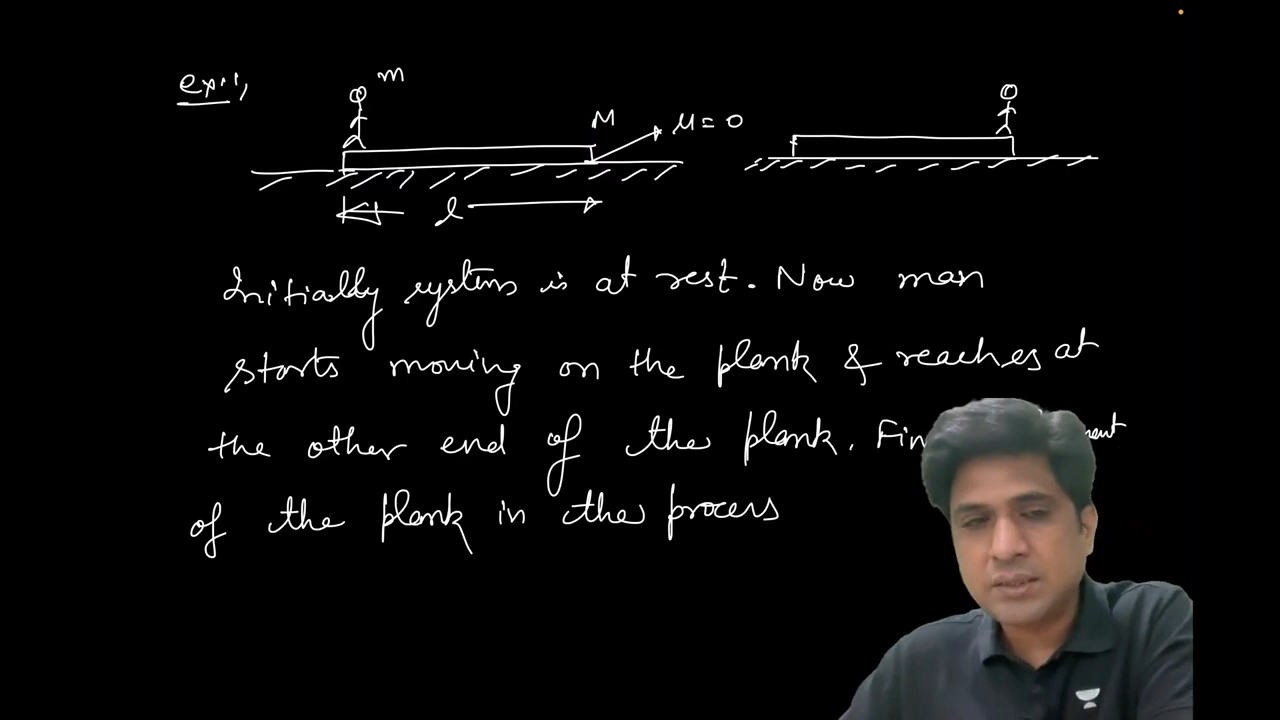 ex:1,
m
M
μ = 0
l
Initially system is at rest. Now man
starts moving on the plank & reaches at
the other end of the plank.
of the plank in the process